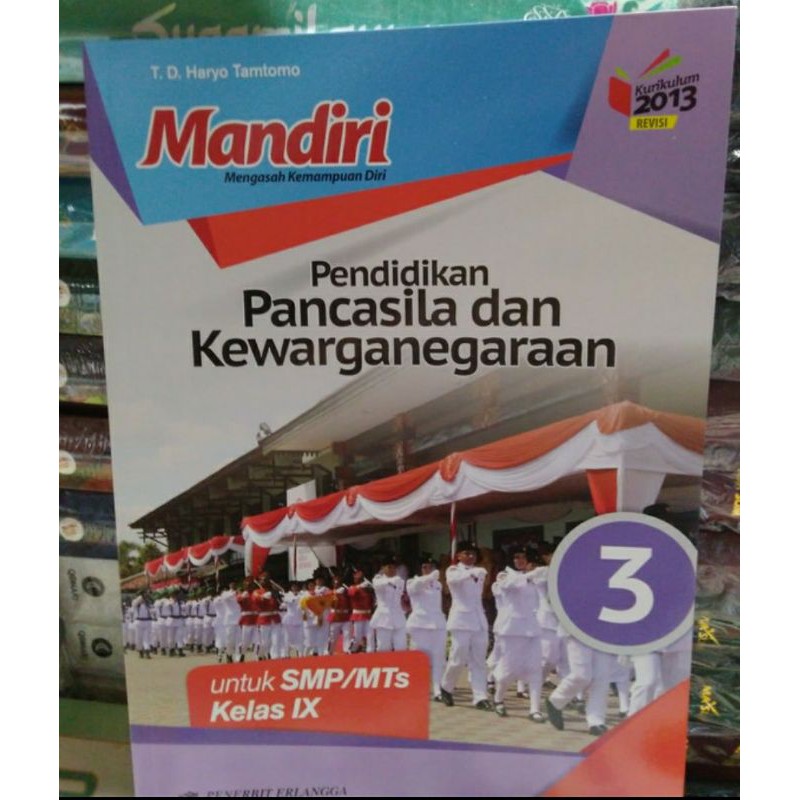 T. D. Haryo Tamtomo
Mandiri
Mengasah Kemampuan Diri
Kurikulum
2013
REVISI
Pendidikan
Pancasila dan
Kewarganegaraan
3
untuk SMP/MTs
Kelas IX
PENERBIT ERLANGGA